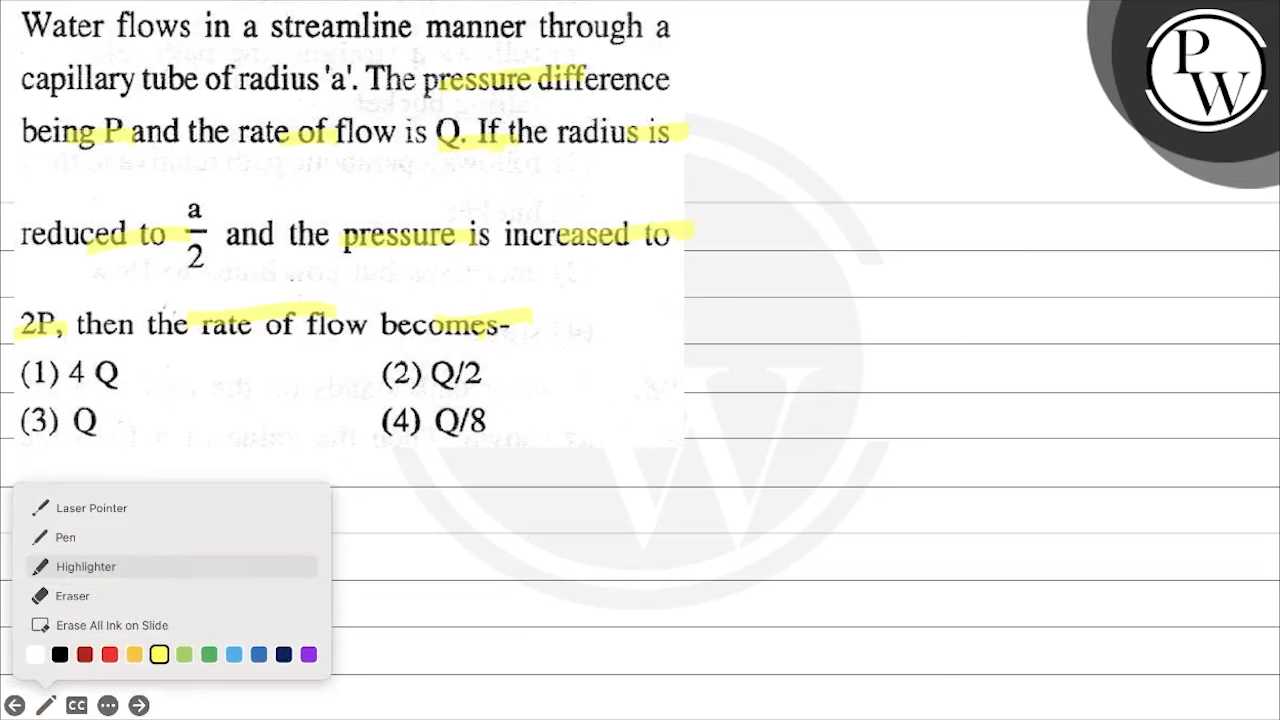 Water flows in a streamline manner through a
capillary tube of radius 'a'. The pressure difference
being P and the rate of flow is Q. If the radius is
reduced to a/2 and the pressure is increased to
2P, then the rate of flow becomes-
(1) 4 Q (2) Q/2
(3) Q (4) Q/8
PW
Laser Pointer
Pen
Highlighter
Eraser
Erase All Ink on Slide
CC